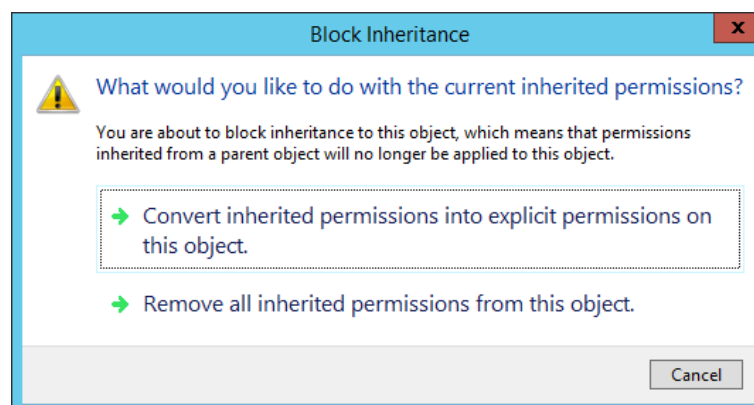 Block Inheritance
x
What would you like to do with the current inherited permissions?
You are about to block inheritance to this object, which means that permissions
inherited from a parent object will no longer be applied to this object.
Convert inherited permissions into explicit permissions on
this object.
Remove all inherited permissions from this object.
Cancel